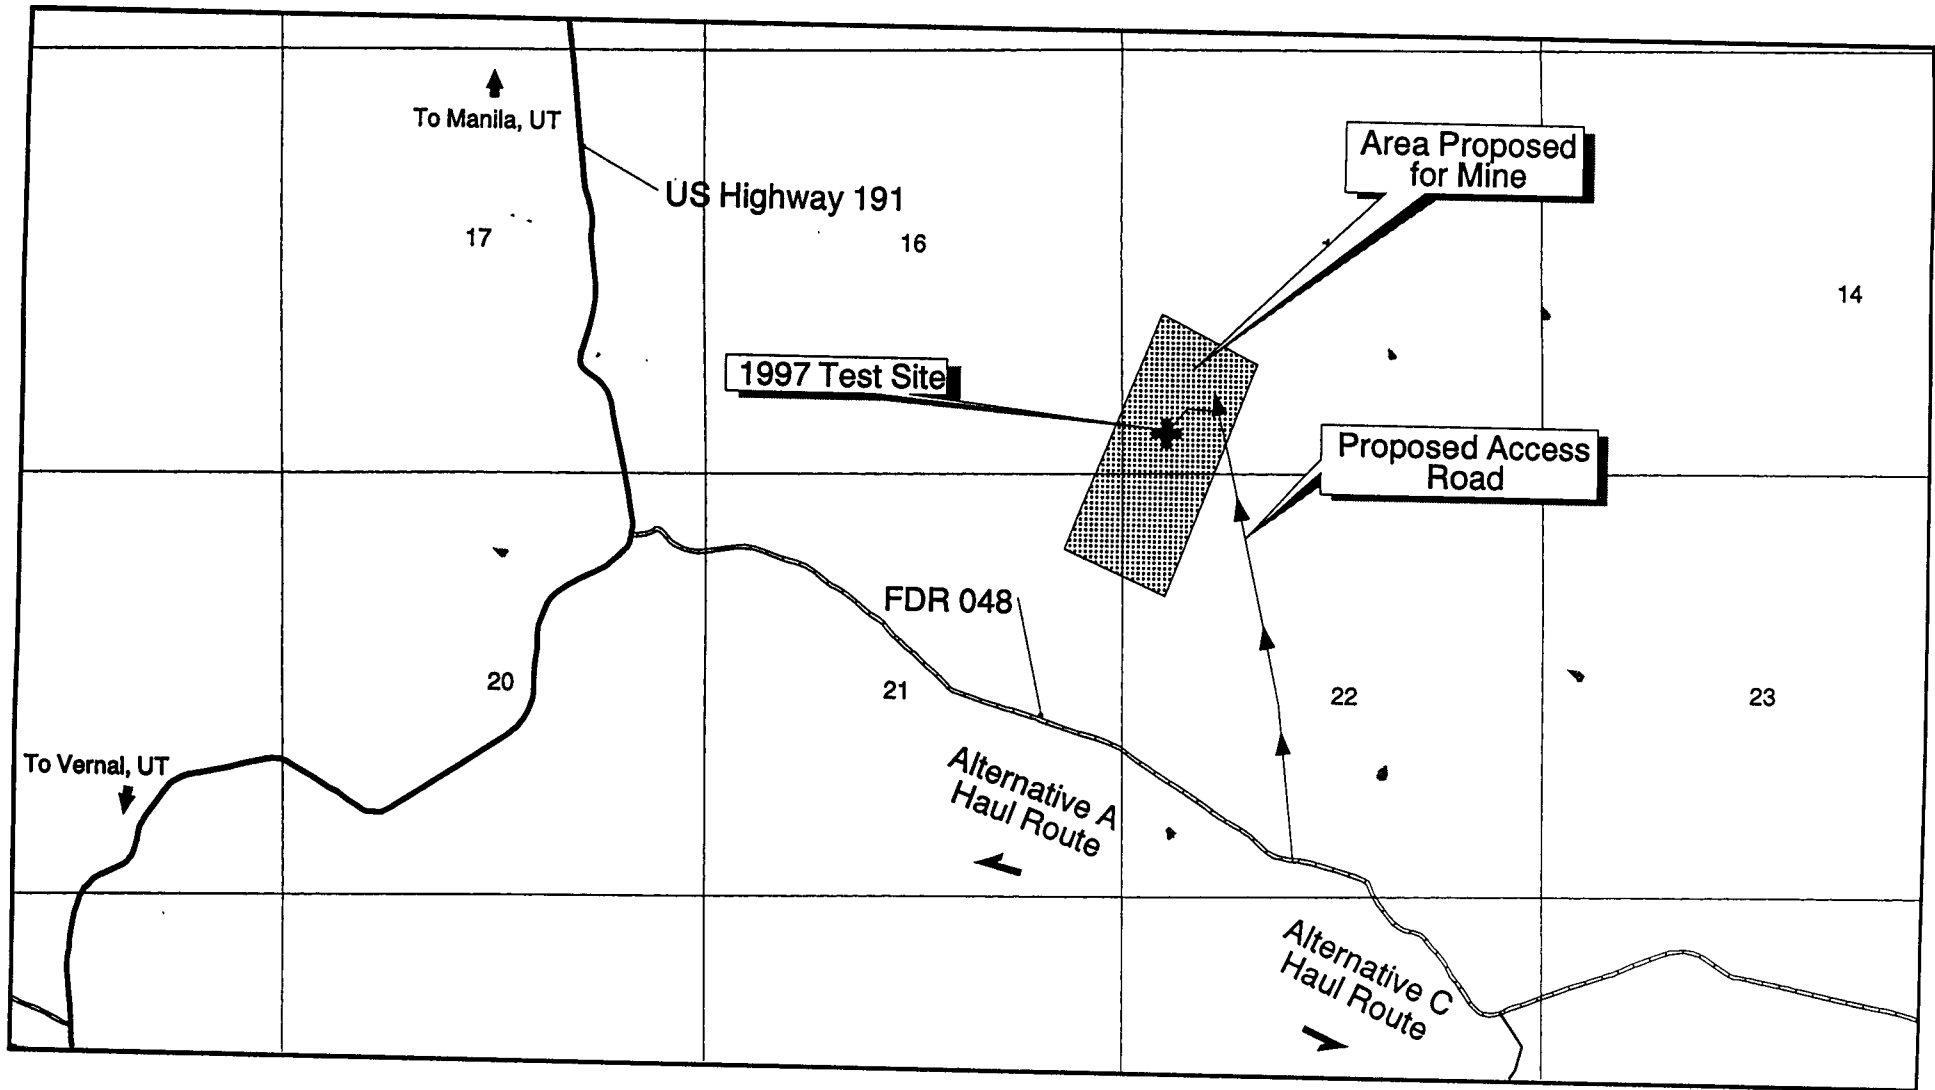 To Manila, UT
US Highway 191
Area Proposed
for Mine
17
16
14
1997 Test Site
Proposed Access
Road
FDR 048
20
21
22
23
To Vernal, UT
Alternative A
Haul Route
Alternative C
Haul Route